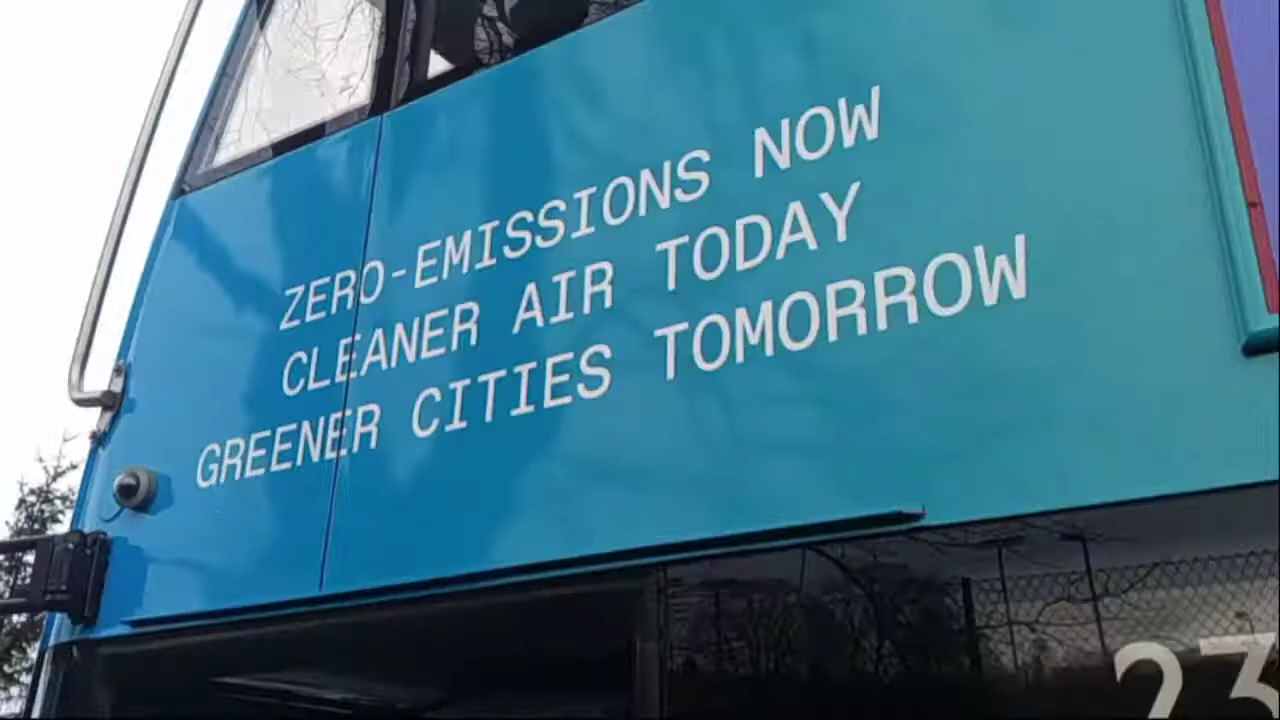 ZERO-EMISSIONS NOW
CLEANER AIR TODAY
GREENER CITIES TOMORROW
23